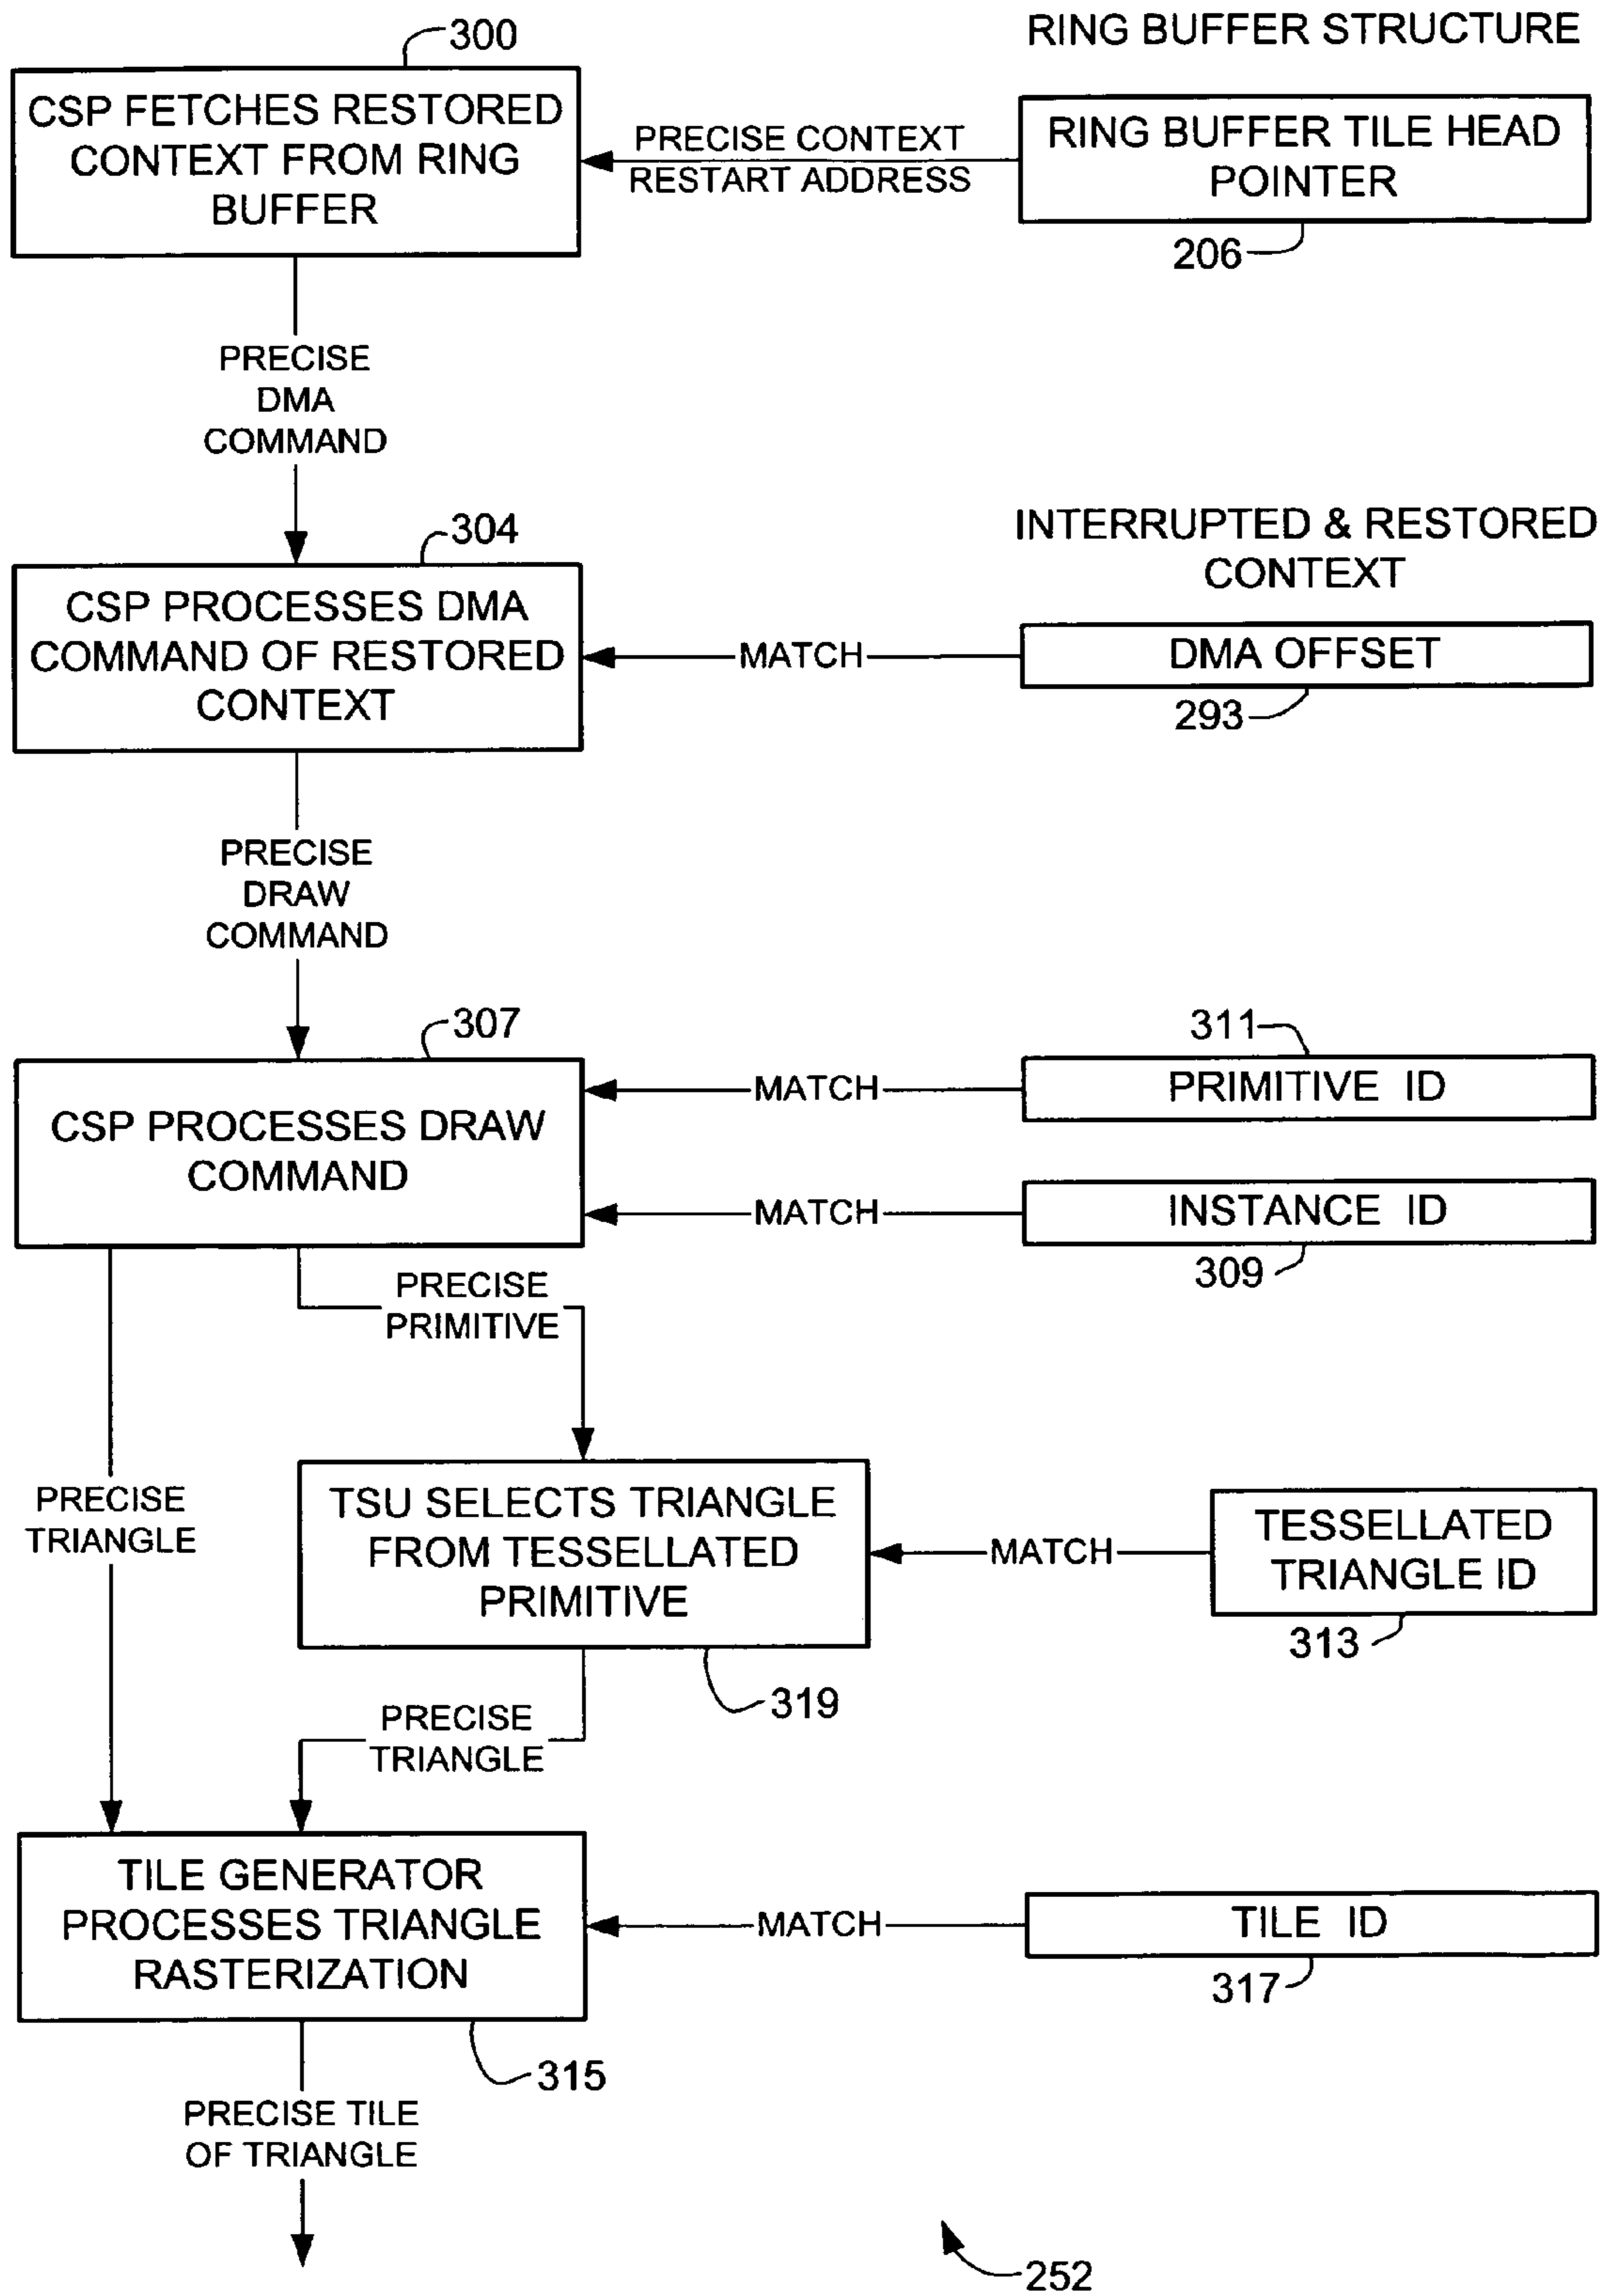 300
RING BUFFER STRUCTURE
CSP FETCHES RESTORED
CONTEXT FROM RING
BUFFER
PRECISE CONTEXT
RESTART ADDRESS
RING BUFFER TILE HEAD
POINTER
206
PRECISE
DMA
COMMAND
304
INTERRUPTED & RESTORED
CONTEXT
CSP PROCESSES DMA
COMMAND OF RESTORED
CONTEXT
MATCH
DMA OFFSET
293
PRECISE
DRAW
COMMAND
307
311
CSP PROCESSES DRAW
COMMAND
MATCH
PRIMITIVE ID
MATCH
INSTANCE ID
309
PRECISE
PRIMITIVE
PRECISE
TRIANGLE
TSU SELECTS TRIANGLE
FROM TESSELLATED
PRIMITIVE
MATCH
TESSELLATED
TRIANGLE ID
313
319
PRECISE
TRIANGLE
TILE GENERATOR
PROCESSES TRIANGLE
RASTERIZATION
MATCH
TILE ID
317
315
PRECISE TILE
OF TRIANGLE
252